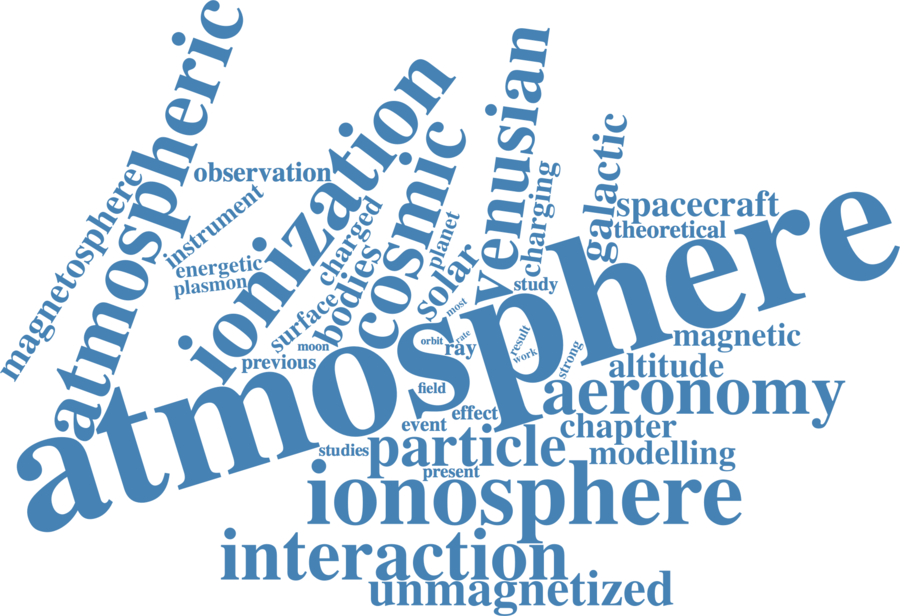 atmospheric
magnetosphere
observation
instrument
energetic
plasmon
ionization
charged
surface
bodies
moon
previous
cosmic
planet
solar
venusian
charging
galactic
spacecraft
theoretical
study
most
orbit
rate
ray
result
work
strong
atmosphere
magnetic
altitude
aeronomy
field
effect
event
chapter
studies
particle
modelling
present
ionosphere
interaction
unmagnetized